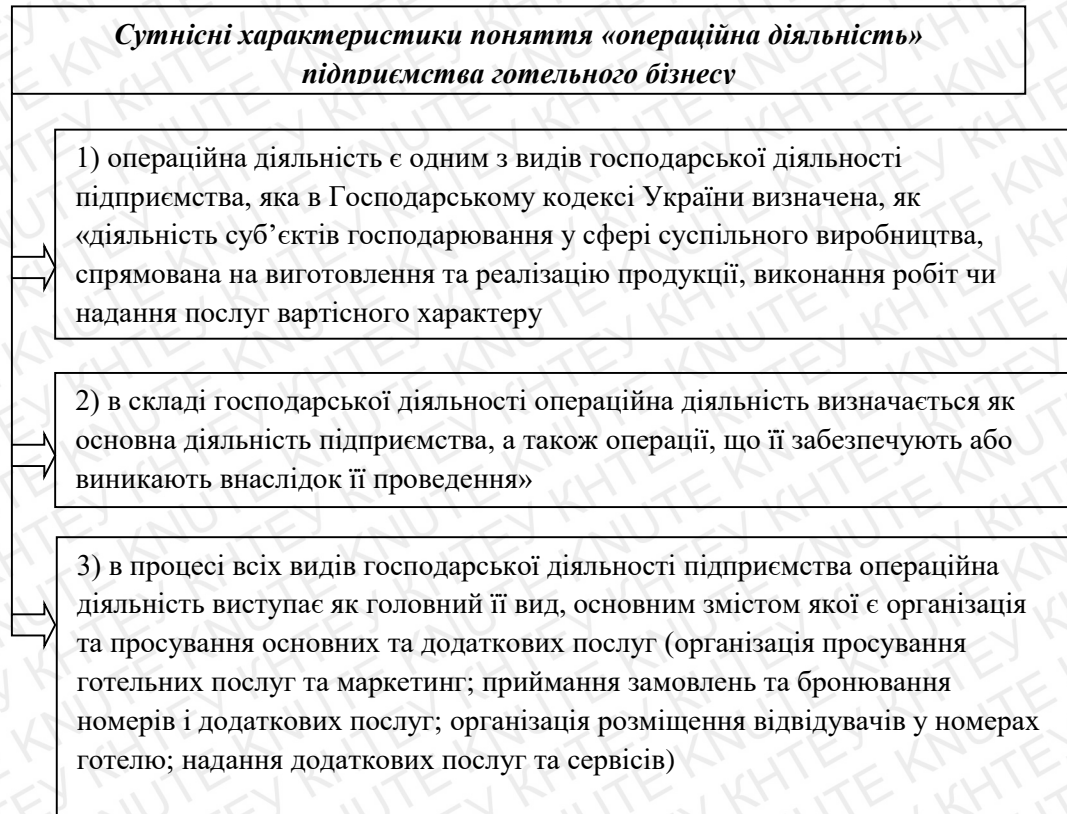 Сутнісні характеристики поняття «операційна діяльність»
підприємства готельного бізнесу
1) операційна діяльність є одним з видів господарської діяльності
підприємства, яка в Господарському кодексі України визначена, як
«діяльність суб’єктів господарювання у сфері суспільного виробництва,
спрямована на виготовлення та реалізацію продукції, виконання робіт чи
надання послуг вартісного характеру
2) в складі господарської діяльності операційна діяльність визначається як
основна діяльність підприємства, а також операції, що її забезпечують або
виникають внаслідок її проведення»
3) в процесі всіх видів господарської діяльності підприємства операційна
діяльність виступає як головний її вид, основним змістом якої є організація
та просування основних та додаткових послуг (організація просування
готельних послуг та маркетинг; приймання замовлень та бронювання
номерів і додаткових послуг; організація розміщення відвідувачів у номерах
готелю; надання додаткових послуг та сервісів)